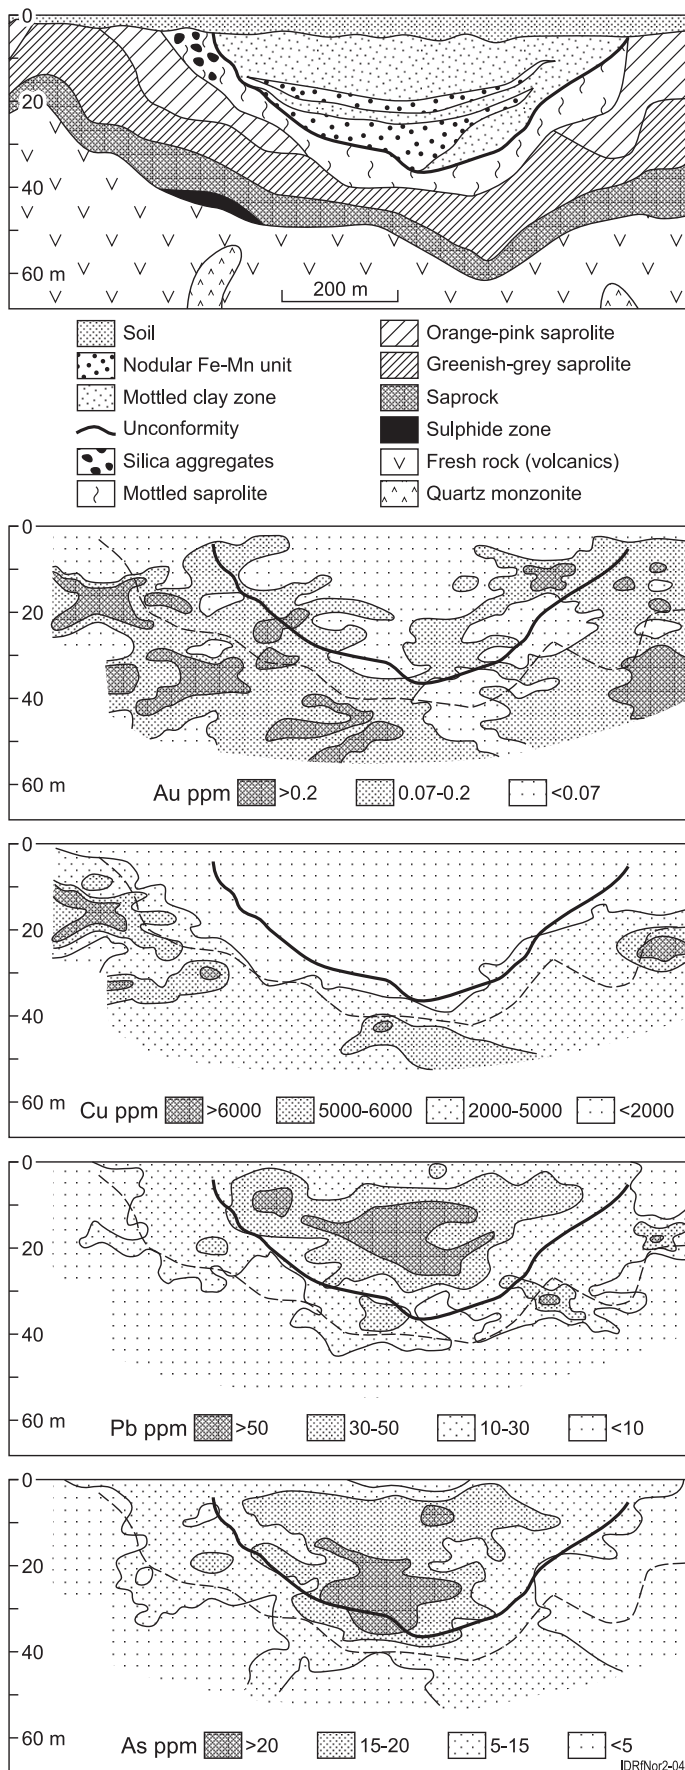 0
20
40
60 m
200 m
Soil
Nodular Fe-Mn unit
Mottled clay zone
Unconformity
Silica aggregates
Mottled saprolite
Orange-pink saprolite
Greenish-grey saprolite
Saprock
Sulphide zone
Fresh rock (volcanics)
Quartz monzonite
0
20
40
60 m
Au ppm >0.2 0.07-0.2 <0.07
0
20
40
60 m
Cu ppm >6000 5000-6000 2000-5000 <2000
0
20
40
60 m
Pb ppm >50 30-50 10-30 <10
0
20
40
60 m
As ppm >20 15-20 5-15 <5
IDRfNor2-04